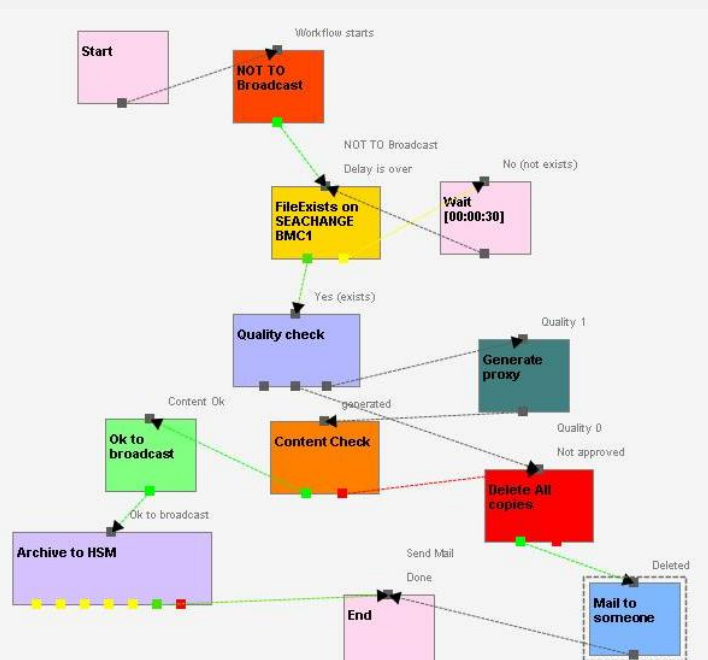 Workflow starts
Start
NOT TO
Broadcast
NOT TO Broadcast
Delay is over
No (not exists)
FileExists on
SEACHANGE
BMC1
Wait
[00:00:30]
Yes (exists)
Quality check
Quality 1
Generate
proxy
Content Ok
generated
Ok to
broadcast
Content Check
Quality 0
Not approved
Delete All
copies
Ok to broadcast
Archive to HSM
Send Mail
Done
Deleted
End
Mail to
someone